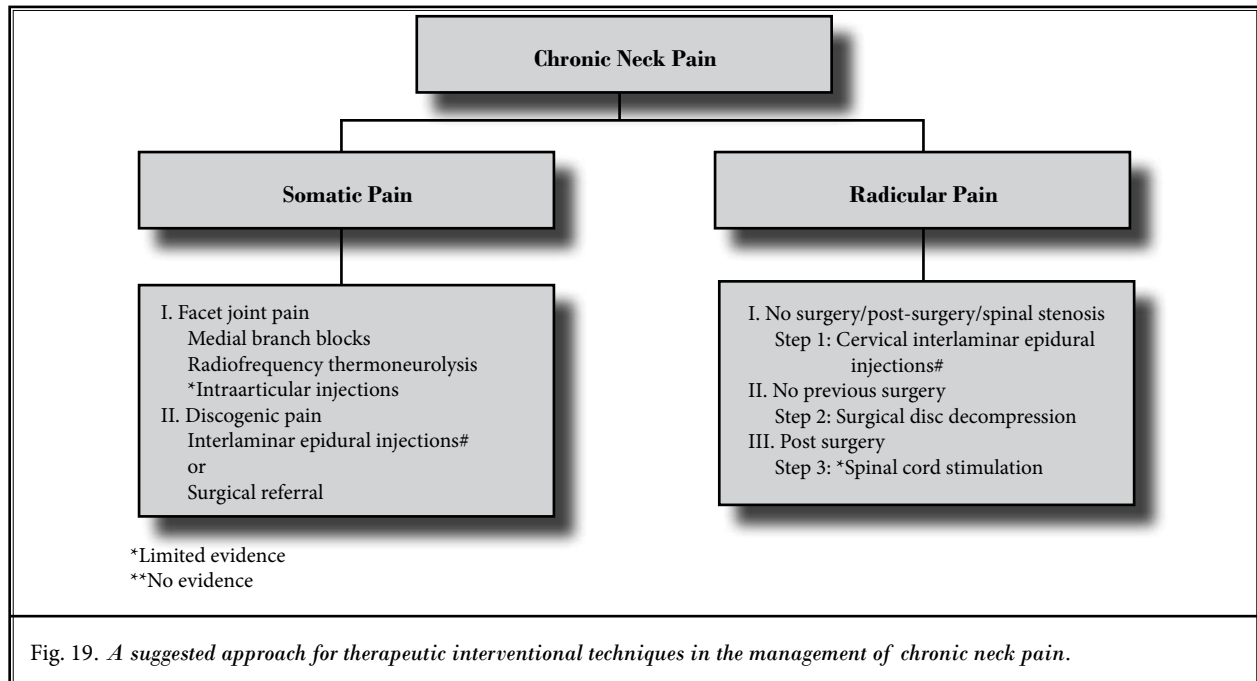 Chronic Neck Pain
Somatic Pain
Radicular Pain
I. Facet joint pain
Medial branch blocks
Radiofrequency thermoneurolysis
*Intraarticular injections
II. Discogenic pain
Interlaminar epidural injections#
or
Surgical referral
I. No surgery/post-surgery/spinal stenosis
Step 1: Cervical interlaminar epidural
injections#
II. No previous surgery
Step 2: Surgical disc decompression
III. Post surgery
Step 3: *Spinal cord stimulation
*Limited evidence
**No evidence
Fig. 19. A suggested approach for therapeutic interventional techniques in the management of chronic neck pain.